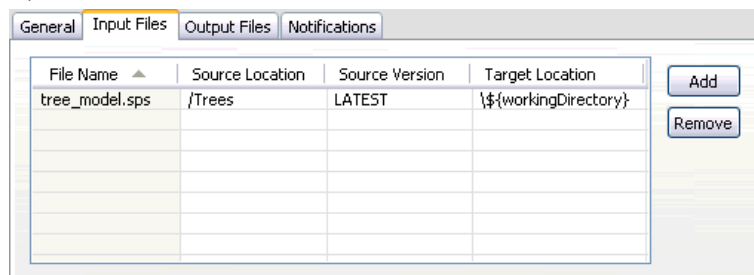 General Input Files Output Files Notifications
File Name Source Location Source Version Target Location
tree_model.sps /Trees LATEST \${workingDirectory}
Add
Remove